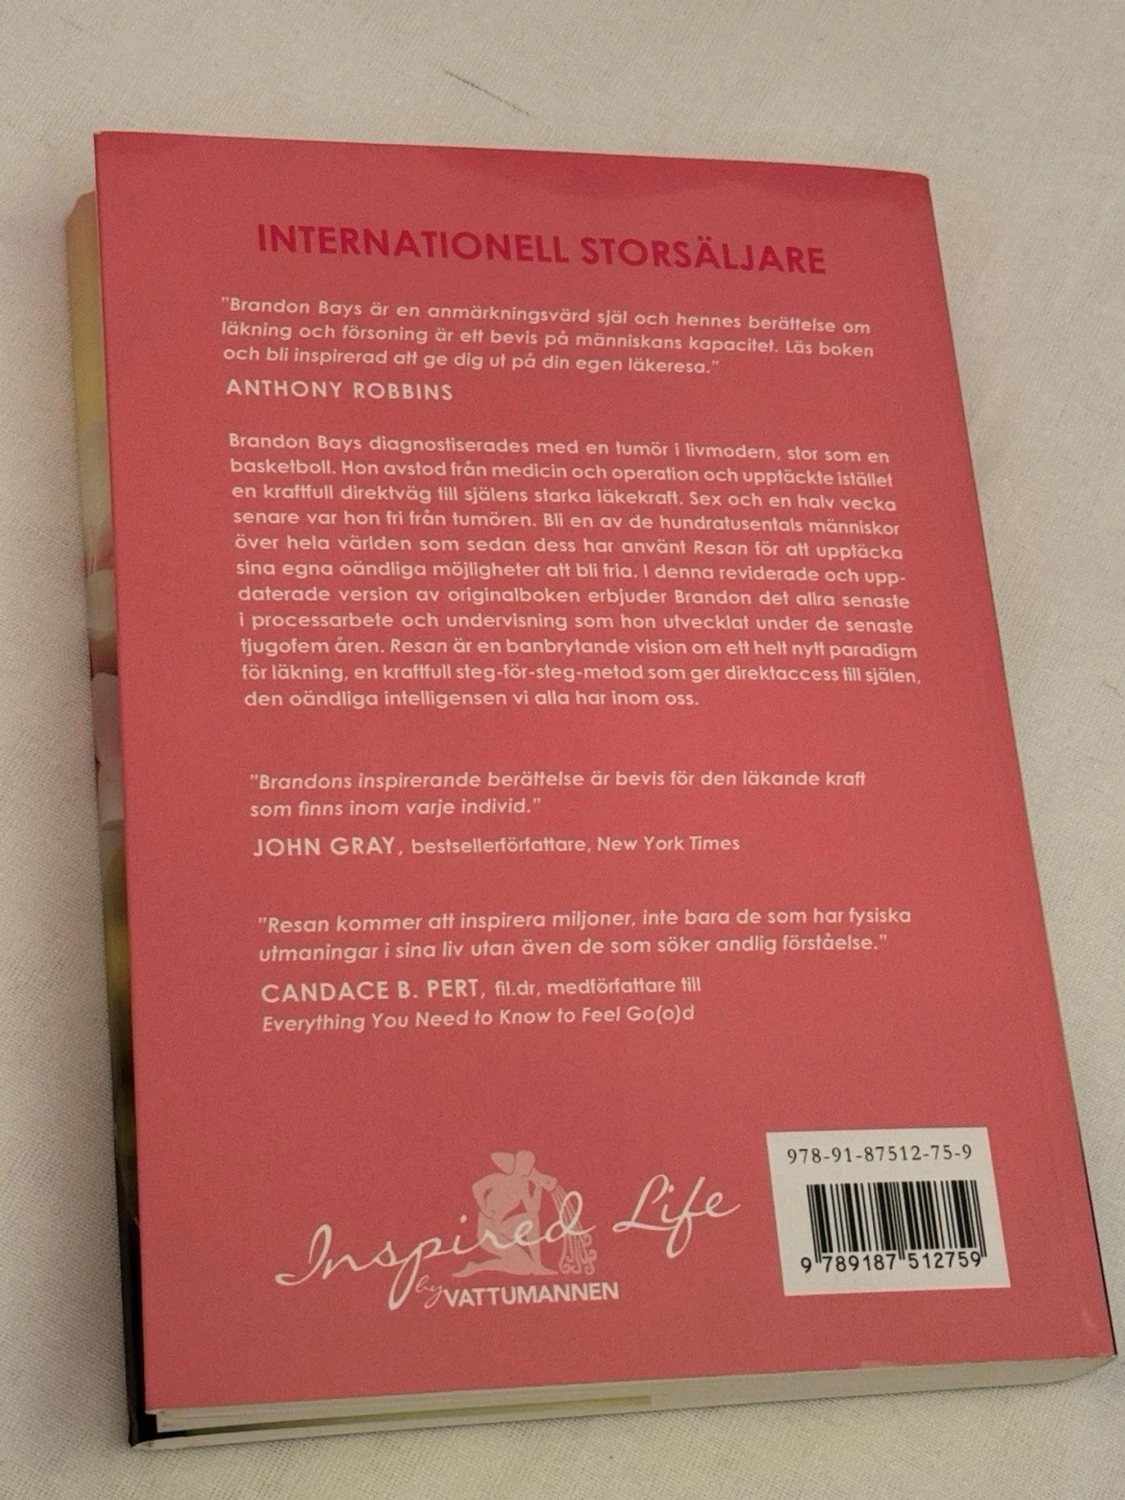 INTERNATIONELL STORSÄLJARE
"Brandon Bays är en anmärkningsvärd själ och hennes berättelse om
läkning och försoning är ett bevis på människans kapacitet. Läs boken
och bli inspirerad att ge dig ut på din egen läkeresa."
ANTHONY ROBBINS
Brandon Bays diagnostiserades med en tumör i livmodern, stor som en
basketboll. Hon avstod från medicin och operation och upptäckte istället
en kraftfull direktväg till själens starka läkekraft. Sex och en halv vecka
senare var hon fri från tumören. Bli en av de hundratusentals människor
över hela världen som sedan dess har använt Resan för att upptäcka
sina egna oändliga möjligheter att bli fria. I denna reviderade och upp-
daterade version av originalboken erbjuder Brandon det allra senaste
i processarbete och undervisning som hon utvecklat under de senaste
tjugofem åren. Resan är en banbrytande vision om ett helt nytt paradigm
för läkning, en kraftfull steg-för-steg-metod som ger direktaccess till själen,
den oändliga intelligensen vi alla har inom oss.
"Brandons inspirerande berättelse är bevis för den läkande kraft
som finns inom varje individ."
JOHN GRAY, bestsellerförfattare, New York Times
"Resan kommer att inspirera miljoner, inte bara de som har fysiska
utmaningar i sina liv utan även de som söker andlig förståelse."
CANDACE B. PERT, fil.dr, medförfattare till
Everything You Need to Know to Feel Go(o)d
Inspired Life
by VATTUMANNEN
978-91-87512-75-9
9 789187 512759